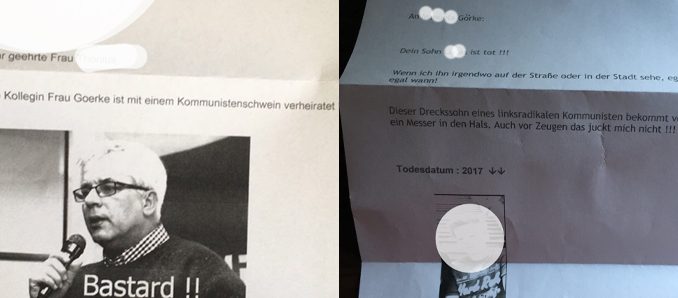 r geehrte Frau
Kollegin Frau Goerke ist mit einem Kommunistenschwein verheiratet
Bastard !!
An Görke:
Dein Sohn ist tot !!!
Wenn ich ihn irgendwo auf der Straße oder in der Stadt sehe, eg
egal wann!
Dieser Dreckssohn eines linksradikalen Kommunisten bekommt v
ein Messer in den Hals. Auch vor Zeugen das juckt mich nicht !!!
Todesdatum : 2017 ↓↓